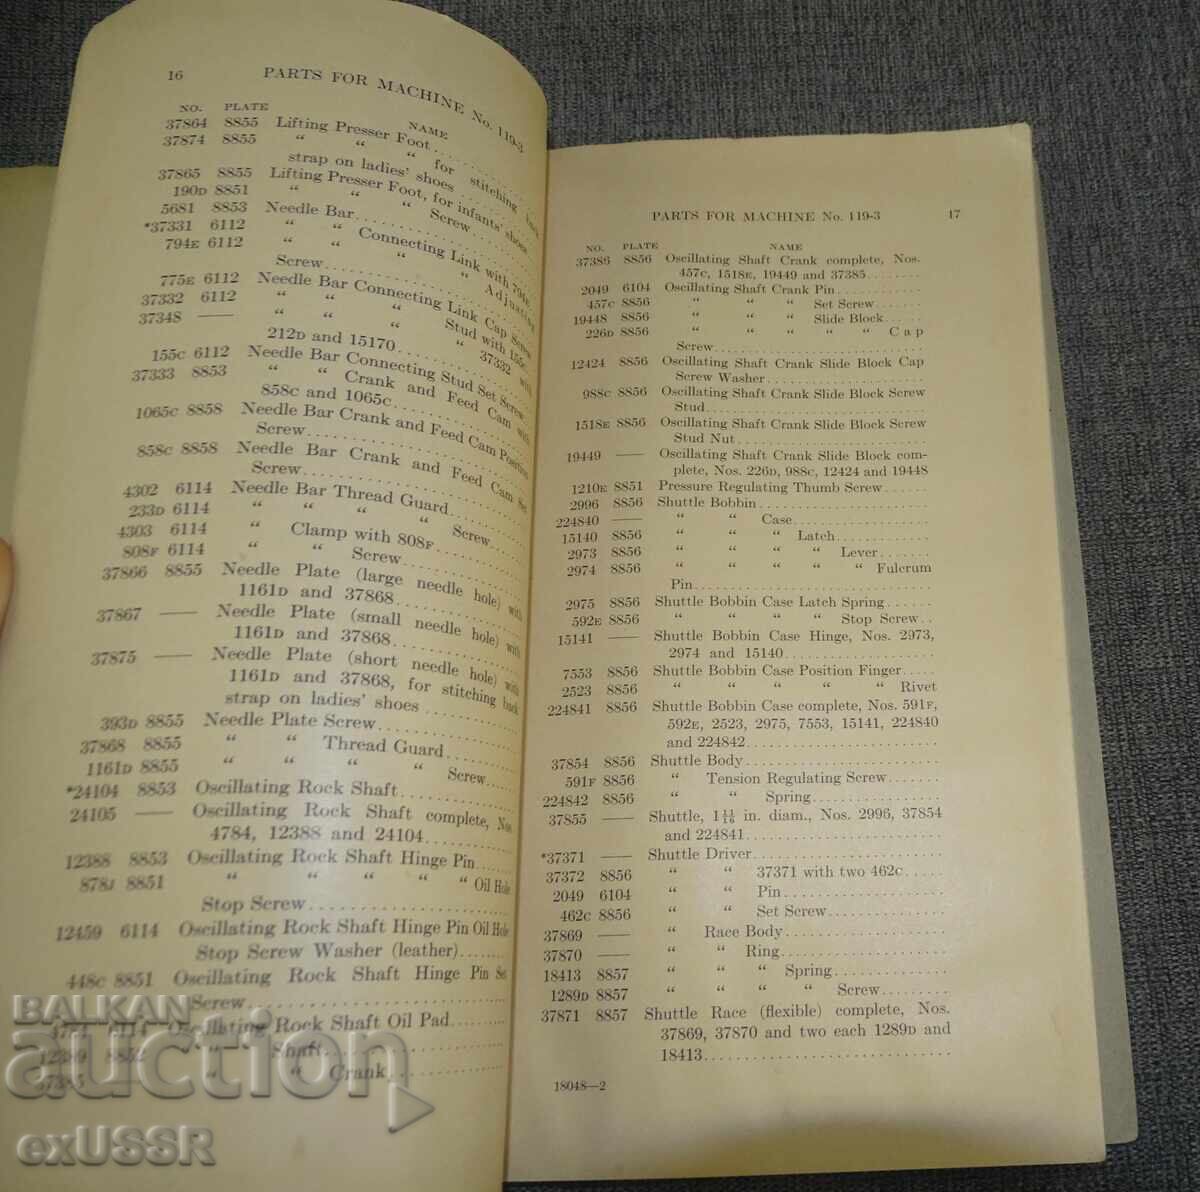 16 PARTS FOR MACHINE No. 119-3
NO. PLATE NAME
37864 8855 Lifting Presser Foot
37874 8855 “ “ “ for stitching back
strap on ladies' shoes
37865 8855 Lifting Presser Foot, for infants' shoes
190D 8851 “ “ “ Screw
5681 8853 Needle Bar
*37331 6112 “ “ Connecting Link with 794E
794E 6112 “ “ “ “ Adjusting
Screw
775E 6112 Needle Bar Connecting Link Cap Screw
37332 6112 “ “ “ Stud with 155C
37348 —— “ “ “ “ 37332 with
212D and 15170
155C 6112 Needle Bar Connecting Stud Set Screw
37333 8853 “ “ Crank and Feed Cam with
858C and 1065C
1065C 8858 Needle Bar Crank and Feed Cam Position
Screw
858C 8858 Needle Bar Crank and Feed Cam Set
Screw
4302 6114 Needle Bar Thread Guard
233D 6114 “ “ “ “ Screw
4303 6114 “ Clamp with 808F
808F 6114 “ “ Screw
37866 8855 Needle Plate (large needle hole) with
1161D and 37868
37867 —— Needle Plate (small needle hole) with
1161D and 37868
37875 —— Needle Plate (short needle hole) with
1161D and 37868, for stitching back
strap on ladies' shoes
393D 8855 Needle Plate Screw
37868 8855 “ “ Thread Guard
1161D 8855 “ “ “ “ Screw
*24104 8853 Oscillating Rock Shaft
24105 —— Oscillating Rock Shaft complete, Nos.
4784, 12388 and 24104
12388 8853 Oscillating Rock Shaft Hinge Pin
878J 8851 “ “ “ “ “ Oil Hole
Stop Screw
12459 6114 Oscillating Rock Shaft Hinge Pin Oil Hole
Stop Screw Washer (leather)
448C 8851 Oscillating Rock Shaft Hinge Pin Set
Screw
6114 Oscillating Rock Shaft Oil Pad
12389 8852 “ Shaft
37385 —— “ “ Crank
PARTS FOR MACHINE No. 119-3 17
NO. PLATE NAME
37386 8856 Oscillating Shaft Crank complete, Nos.
457C, 1518E, 19449 and 37385
2049 6104 Oscillating Shaft Crank Pin
457C 8856 “ “ “ Set Screw
19448 8856 “ “ “ Slide Block
226D 8856 “ “ “ “ “ Cap
Screw
12424 8856 Oscillating Shaft Crank Slide Block Cap
Screw Washer
988C 8856 Oscillating Shaft Crank Slide Block Screw
Stud
1518E 8856 Oscillating Shaft Crank Slide Block Screw
Stud Nut
19449 —— Oscillating Shaft Crank Slide Block com-
plete, Nos. 226D, 988C, 12424 and 19448
1210E 8851 Pressure Regulating Thumb Screw
2996 8856 Shuttle Bobbin
224840 —— “ “ Case
15140 8856 “ “ “ Latch
2973 8856 “ “ “ “ Lever
2974 8856 “ “ “ “ “ Fulcrum
Pin
2975 8856 Shuttle Bobbin Case Latch Spring
592E 8856 “ “ “ “ Stop Screw
15141 —— Shuttle Bobbin Case Hinge, Nos. 2973,
2974 and 15140
7553 8856 Shuttle Bobbin Case Position Finger
2523 8856 “ “ “ “ “ Rivet
224841 8856 Shuttle Bobbin Case complete, Nos. 591F,
592E, 2523, 2975, 7553, 15141, 224840
and 224842
37854 8856 Shuttle Body
591F 8856 “ Tension Regulating Screw
224842 8856 “ “ Spring
37855 —— Shuttle, 1 11/16 in. diam., Nos. 2996, 37854
and 224841
*37371 —— Shuttle Driver
37372 8856 “ “ 37371 with two 462C
2049 6104 “ “ Pin
462C 8856 “ “ Set Screw
37869 —— “ Race Body
37870 —— “ “ Ring
18413 8857 “ “ “ Spring
1289D 8857 “ “ “ “ Screw
37871 8857 Shuttle Race (flexible) complete, Nos.
37869, 37870 and two each 1289D and
18413
18048—2
BALKAN
auction
exUSSR